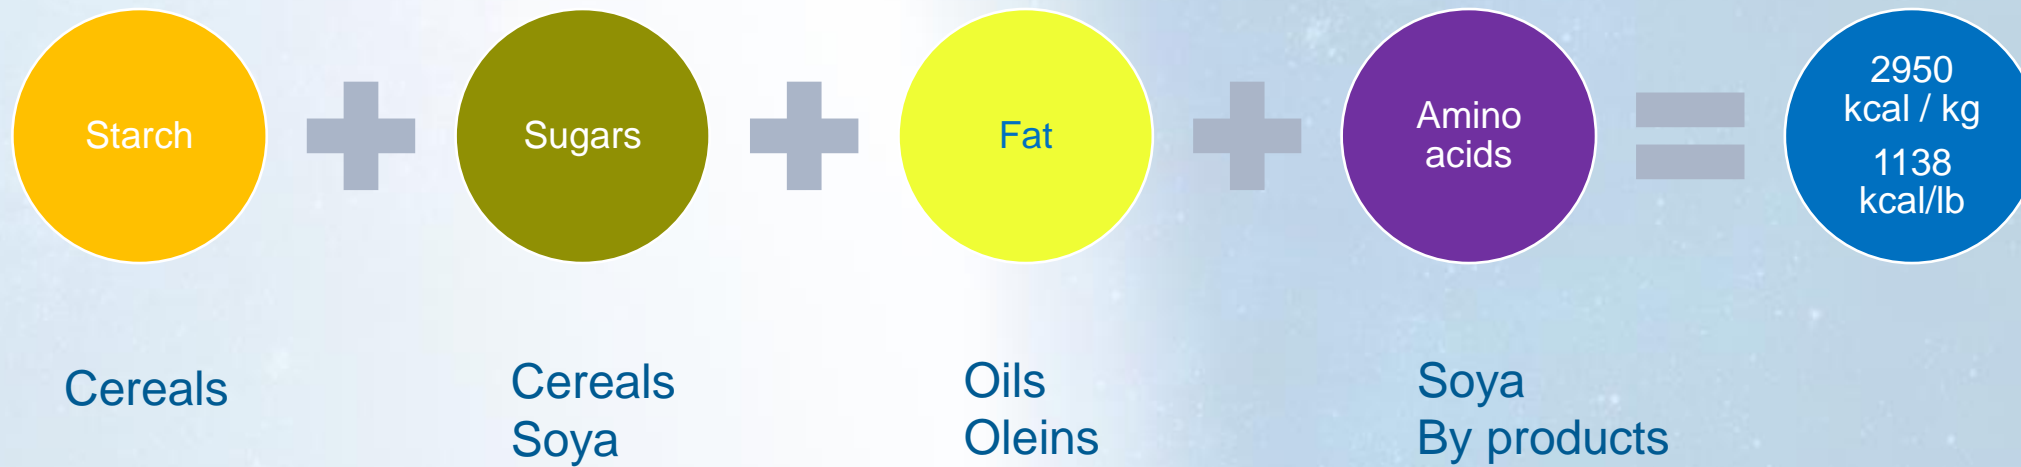 Starch
Sugars
Fat
Amino
acids
2950
kcal / kg
1138
kcal/lb
Cereals
Cereals
Soya
Oils
Oleins
Soya
By products